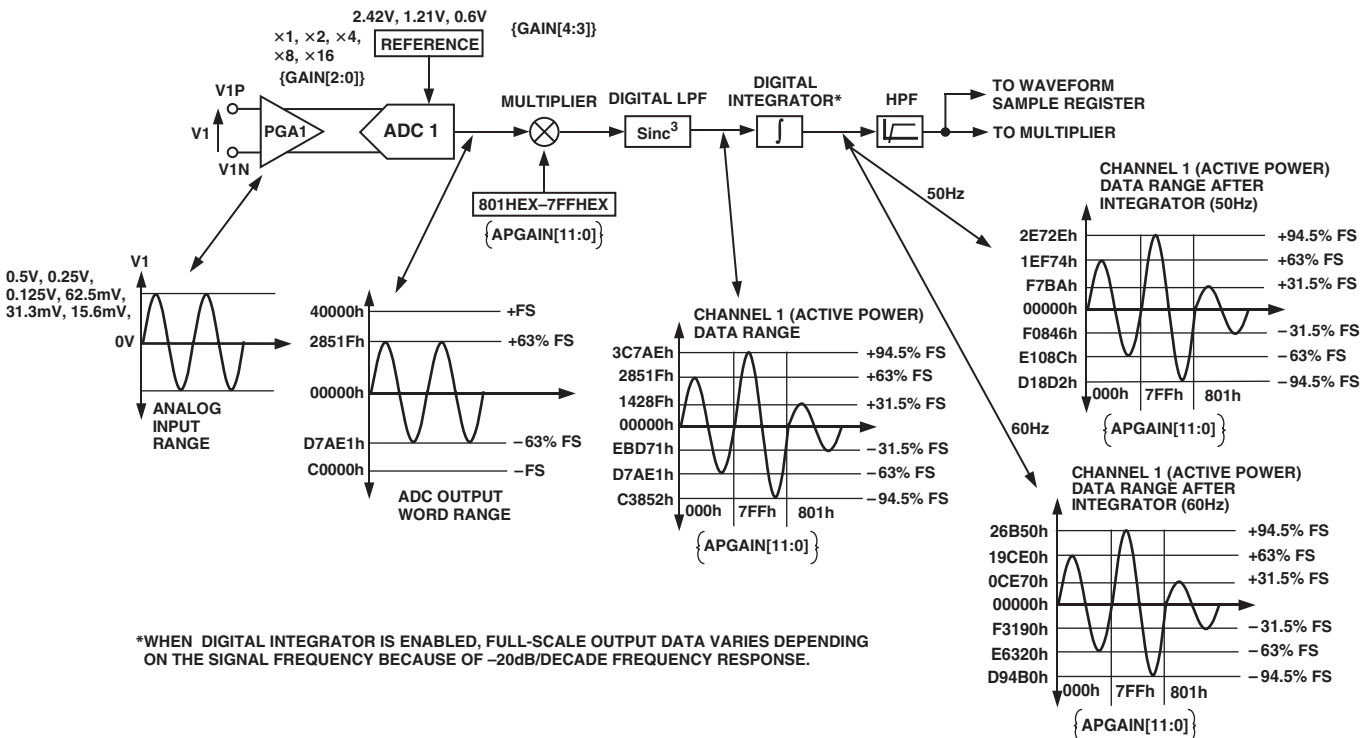 2.42V, 1.21V, 0.6V
×1, ×2, ×4,
×8, ×16
{GAIN[2:0]}
REFERENCE
{GAIN[4:3]}
V1P
V1
V1N
PGA1
ADC 1
MULTIPLIER
801HEX–7FFHEX
{APGAIN[11:0]}
DIGITAL LPF
Sinc³
DIGITAL
INTEGRATOR*
∫
HPF
TO WAVEFORM
SAMPLE REGISTER
TO MULTIPLIER
50Hz
60Hz
V1
0.5V, 0.25V,
0.125V, 62.5mV,
31.3mV, 15.6mV,
0V
ANALOG
INPUT
RANGE
40000h +FS
2851Fh +63% FS
00000h
D7AE1h –63% FS
C0000h –FS
ADC OUTPUT
WORD RANGE
CHANNEL 1 (ACTIVE POWER)
DATA RANGE
3C7AEh +94.5% FS
2851Fh +63% FS
1428Fh +31.5% FS
00000h
EBD71h –31.5% FS
D7AE1h –63% FS
C3852h –94.5% FS
000h 7FFh 801h
{APGAIN[11:0]}
CHANNEL 1 (ACTIVE POWER)
DATA RANGE AFTER
INTEGRATOR (50Hz)
2E72Eh +94.5% FS
1EF74h +63% FS
F7BAh +31.5% FS
00000h
F0846h –31.5% FS
E108Ch –63% FS
D18D2h –94.5% FS
000h 7FFh 801h
{APGAIN[11:0]}
CHANNEL 1 (ACTIVE POWER)
DATA RANGE AFTER
INTEGRATOR (60Hz)
26B50h +94.5% FS
19CE0h +63% FS
0CE70h +31.5% FS
00000h
F3190h –31.5% FS
E6320h –63% FS
D94B0h –94.5% FS
000h 7FFh 801h
{APGAIN[11:0]}
*WHEN DIGITAL INTEGRATOR IS ENABLED, FULL-SCALE OUTPUT DATA VARIES DEPENDING
ON THE SIGNAL FREQUENCY BECAUSE OF –20dB/DECADE FREQUENCY RESPONSE.